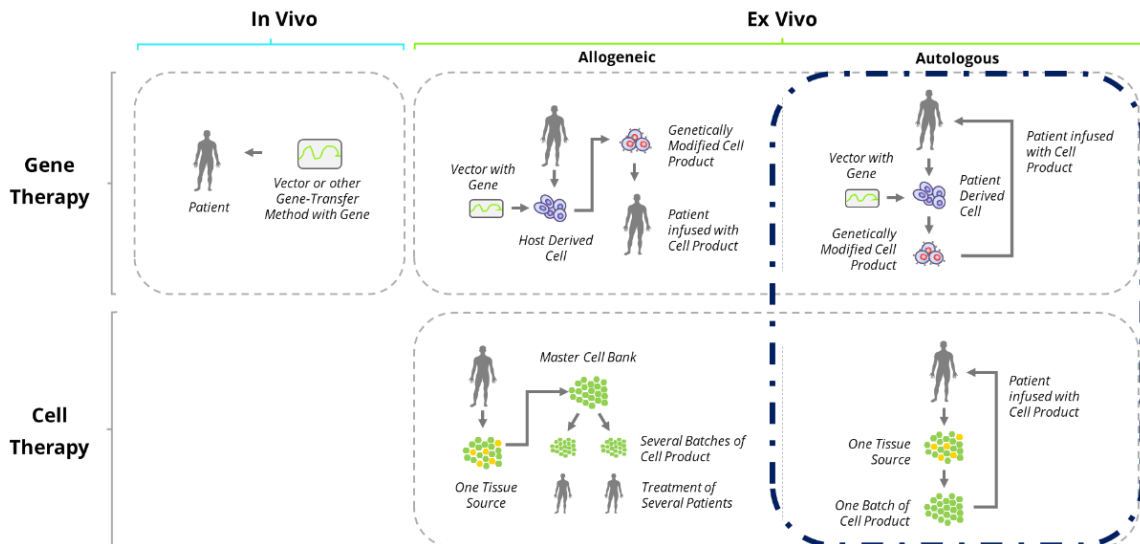 In Vivo
Ex Vivo
Allogeneic
Autologous
Gene
Therapy
Patient
Vector or other
Gene-Transfer
Method with Gene
Vector with
Gene
Host Derived
Cell
Genetically
Modified Cell
Product
Patient
infused with
Cell Product
Vector with
Gene
Patient
Derived
Cell
Genetically
Modified Cell
Product
Patient infused
with Cell
Product
Cell
Therapy
One Tissue
Source
Master Cell Bank
Several Batches of
Cell Product
Treatment of
Several Patients
One Tissue
Source
One Batch of
Cell Product
Patient
infused with
Cell Product